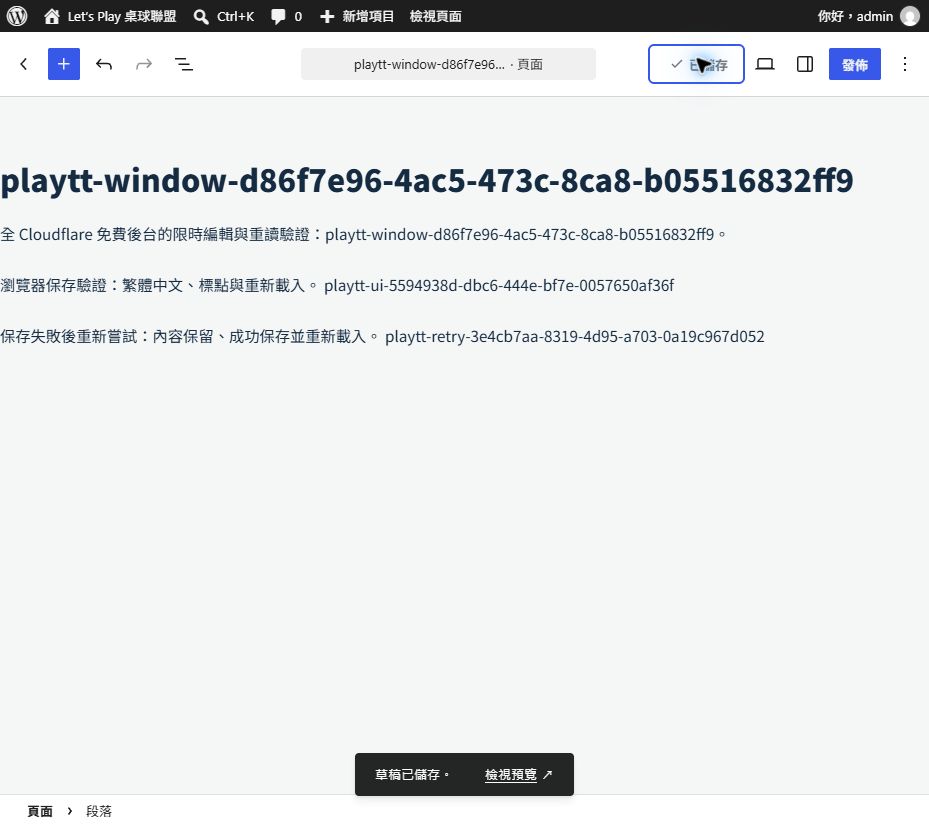 Let's Play 桌球聯盟 Ctrl+K 0 新增項目 檢視頁面 你好，admin
playtt-window-d86f7e96... · 頁面 發佈
playtt-window-d86f7e96-4ac5-473c-8ca8-b05516832ff9
全 Cloudflare 免費後台的限時編輯與重讀驗證：playtt-window-d86f7e96-4ac5-473c-8ca8-b05516832ff9。
瀏覽器保存驗證：繁體中文、標點與重新載入。 playtt-ui-5594938d-dbc6-444e-bf7e-0057650af36f
保存失敗後重新嘗試：內容保留、成功保存並重新載入。 playtt-retry-3e4cb7aa-8319-4d95-a703-0a19c967d052
草稿已儲存。 檢視預覽 ↗
頁面 › 段落